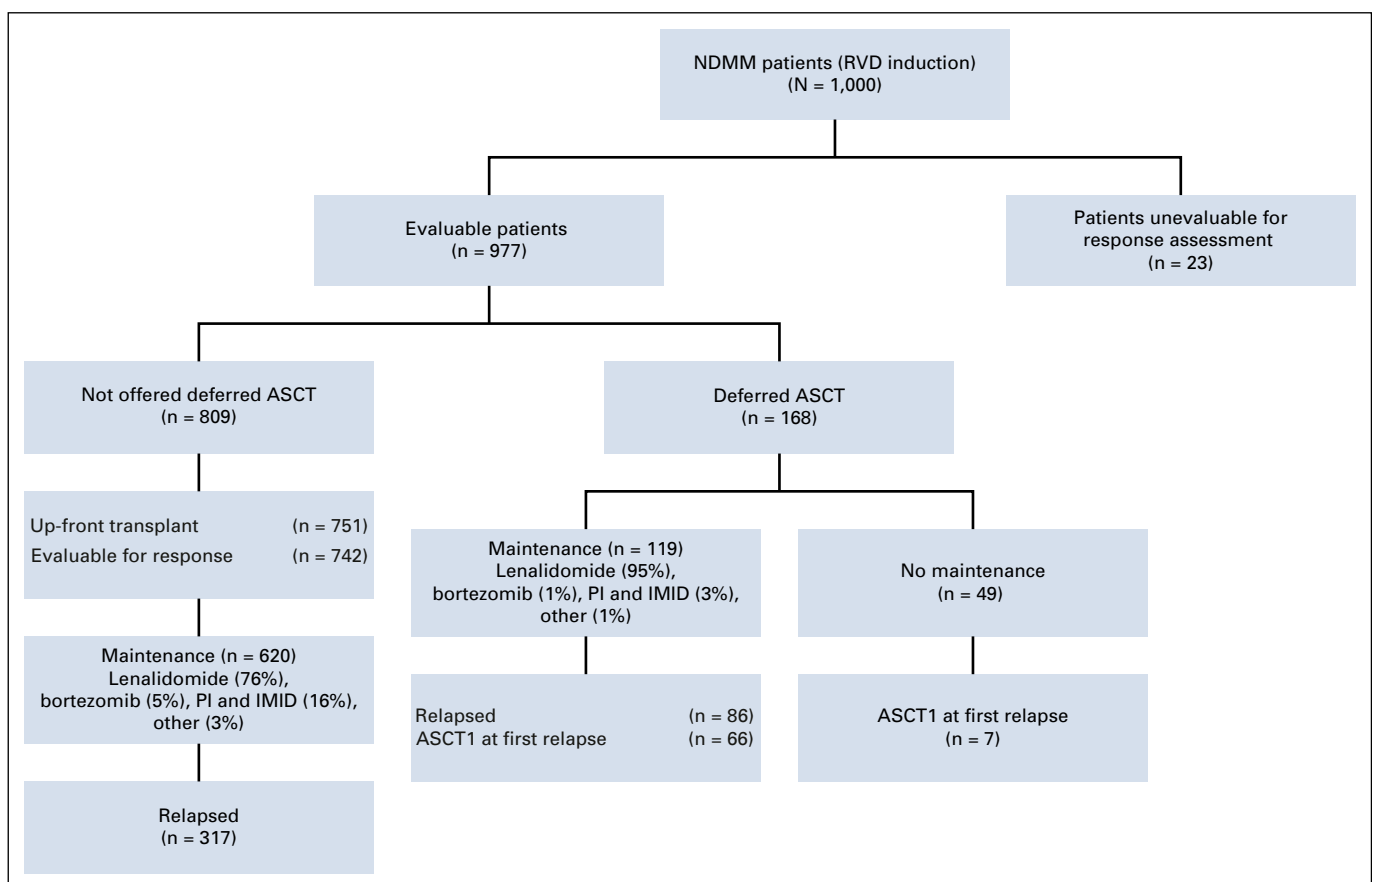 NDMM patients (RVD induction)
(N = 1,000)
Evaluable patients
(n = 977)
Patients unevaluable for
response assessment
(n = 23)
Not offered deferred ASCT
(n = 809)
Deferred ASCT
(n = 168)
Up-front transplant (n = 751)
Evaluable for response (n = 742)
Maintenance (n = 119)
Lenalidomide (95%),
bortezomib (1%), PI and IMID (3%),
other (1%)
No maintenance
(n = 49)
Maintenance (n = 620)
Lenalidomide (76%),
bortezomib (5%), PI and IMID (16%),
other (3%)
Relapsed (n = 86)
ASCT1 at first relapse (n = 66)
ASCT1 at first relapse
(n = 7)
Relapsed
(n = 317)